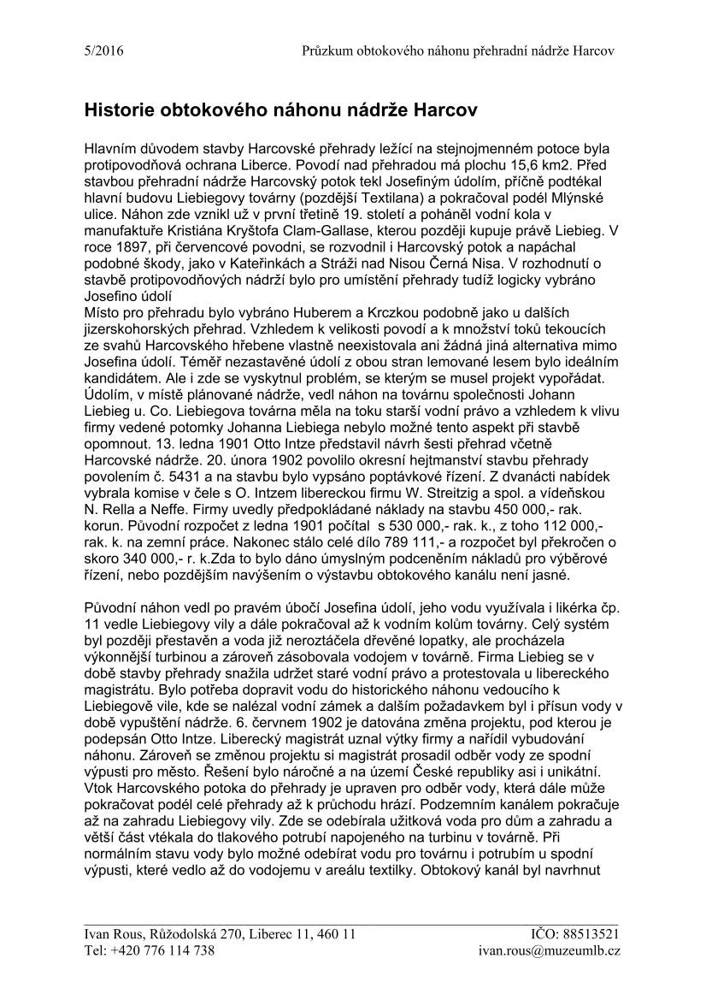 5/2016 Průzkum obtokového náhonu přehradní nádrže Harcov
Historie obtokového náhonu nádrže Harcov
Hlavním důvodem stavby Harcovské přehrady ležící na stejnojmenném potoce byla
protipovodňová ochrana Liberce. Povodí nad přehradou má plochu 15,6 km2. Před
stavbou přehradní nádrže Harcovský potok tekl Josefiným údolím, příčně podtékal
hlavní budovu Liebiegovy továrny (pozdější Textilana) a pokračoval podél Mlýnské
ulice. Náhon zde vznikl už v první třetině 19. století a poháněl vodní kola v
manufaktuře Kristiána Kryštofa Clam-Gallase, kterou později kupuje právě Liebieg. V
roce 1897, při červencové povodni, se rozvodnil i Harcovský potok a napáchal
podobné škody, jako v Kateřinkách a Stráži nad Nisou Černá Nisa. V rozhodnutí o
stavbě protipovodňových nádrží bylo pro umístění přehrady tudíž logicky vybráno
Josefino údolí
Místo pro přehradu bylo vybráno Huberem a Krczkou podobně jako u dalších
jizerskohorských přehrad. Vzhledem k velikosti povodí a k množství toků tekoucích
ze svahů Harcovského hřebene vlastně neexistovala ani žádná jiná alternativa mimo
Josefina údolí. Téměř nezastavěné údolí z obou stran lemované lesem bylo ideálním
kandidátem. Ale i zde se vyskytnul problém, se kterým se musel projekt vypořádat.
Údolím, v místě plánované nádrže, vedl náhon na továrnu společnosti Johann
Liebieg u. Co. Liebiegova továrna měla na toku starší vodní právo a vzhledem k vlivu
firmy vedené potomky Johanna Liebiega nebylo možné tento aspekt při stavbě
opomnout. 13. ledna 1901 Otto Intze představil návrh šesti přehrad včetně
Harcovské nádrže. 20. února 1902 povolilo okresní hejtmanství stavbu přehrady
povolením č. 5431 a na stavbu bylo vypsáno poptávkové řízení. Z dvanácti nabídek
vybrala komise v čele s O. Intzem libereckou firmu W. Streitzig a spol. a vídeňskou
N. Rella a Neffe. Firmy uvedly předpokládané náklady na stavbu 450 000,- rak.
korun. Původní rozpočet z ledna 1901 počítal  s 530 000,- rak. k., z toho 112 000,-
rak. k. na zemní práce. Nakonec stálo celé dílo 789 111,- a rozpočet byl překročen o
skoro 340 000,- r. k.Zda to bylo dáno úmyslným podceněním nákladů pro výběrové
řízení, nebo pozdějším navýšením o výstavbu obtokového kanálu není jasné.
Původní náhon vedl po pravém úbočí Josefina údolí, jeho vodu využívala i likérka čp.
11 vedle Liebiegovy vily a dále pokračoval až k vodním kolům továrny. Celý systém
byl později přestavěn a voda již neroztáčela dřevěné lopatky, ale procházela
výkonnější turbinou a zároveň zásobovala vodojem v továrně. Firma Liebieg se v
době stavby přehrady snažila udržet staré vodní právo a protestovala u libereckého
magistrátu. Bylo potřeba dopravit vodu do historického náhonu vedoucího k
Liebiegově vile, kde se nalézal vodní zámek a dalším požadavkem byl i přísun vody v
době vypuštění nádrže. 6. červnem 1902 je datována změna projektu, pod kterou je
podepsán Otto Intze. Liberecký magistrát uznal výtky firmy a nařídil vybudování
náhonu. Zároveň se změnou projektu si magistrát prosadil odběr vody ze spodní
výpusti pro město. Řešení bylo náročné a na území České republiky asi i unikátní.
Vtok Harcovského potoka do přehrady je upraven pro odběr vody, která dále může
pokračovat podél celé přehrady až k průchodu hrází. Podzemním kanálem pokračuje
až na zahradu Liebiegovy vily. Zde se odebírala užitková voda pro dům a zahradu a
větší část vtékala do tlakového potrubí napojeného na turbinu v továrně. Při
normálním stavu vody bylo možné odebírat vodu pro továrnu i potrubím u spodní
výpusti, které vedlo až do vodojemu v areálu textilky. Obtokový kanál byl navrhnut
Ivan Rous, Růžodolská 270, Liberec 11, 460 11 IČO: 88513521
Tel: +420 776 114 738 ivan.rous@muzeumlb.cz